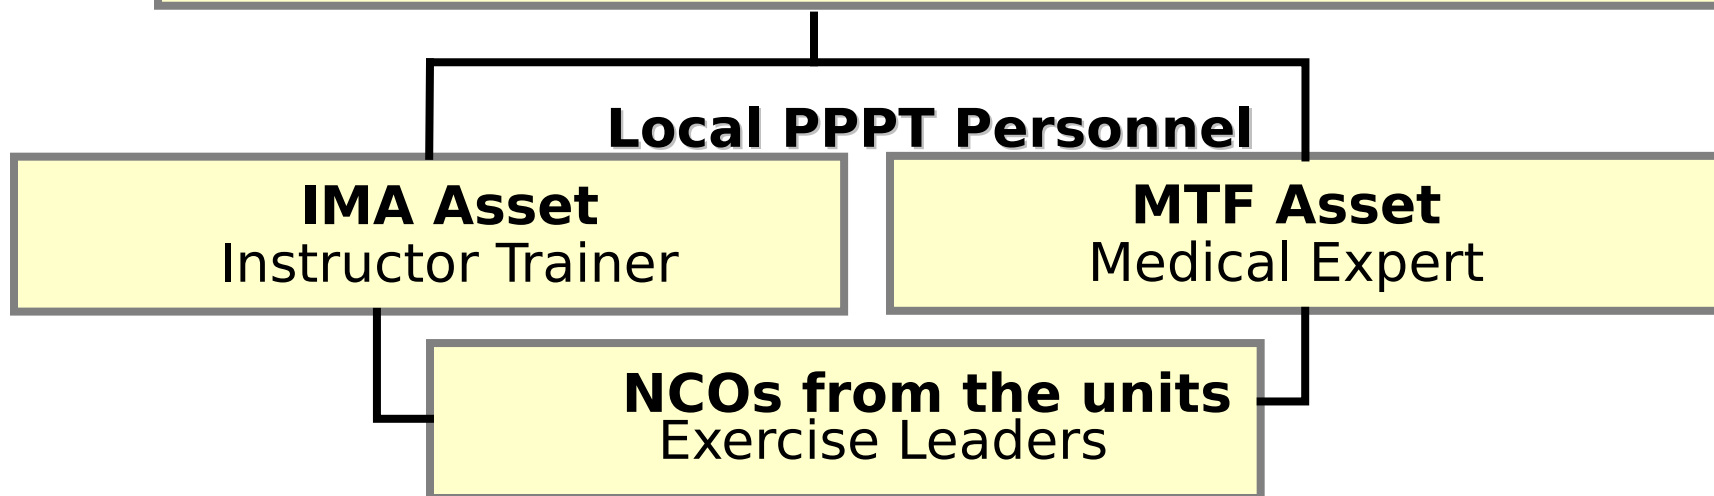 Local PPPT Personnel
IMA Asset
Instructor Trainer
MTF Asset
Medical Expert
NCOs from the units
Exercise Leaders